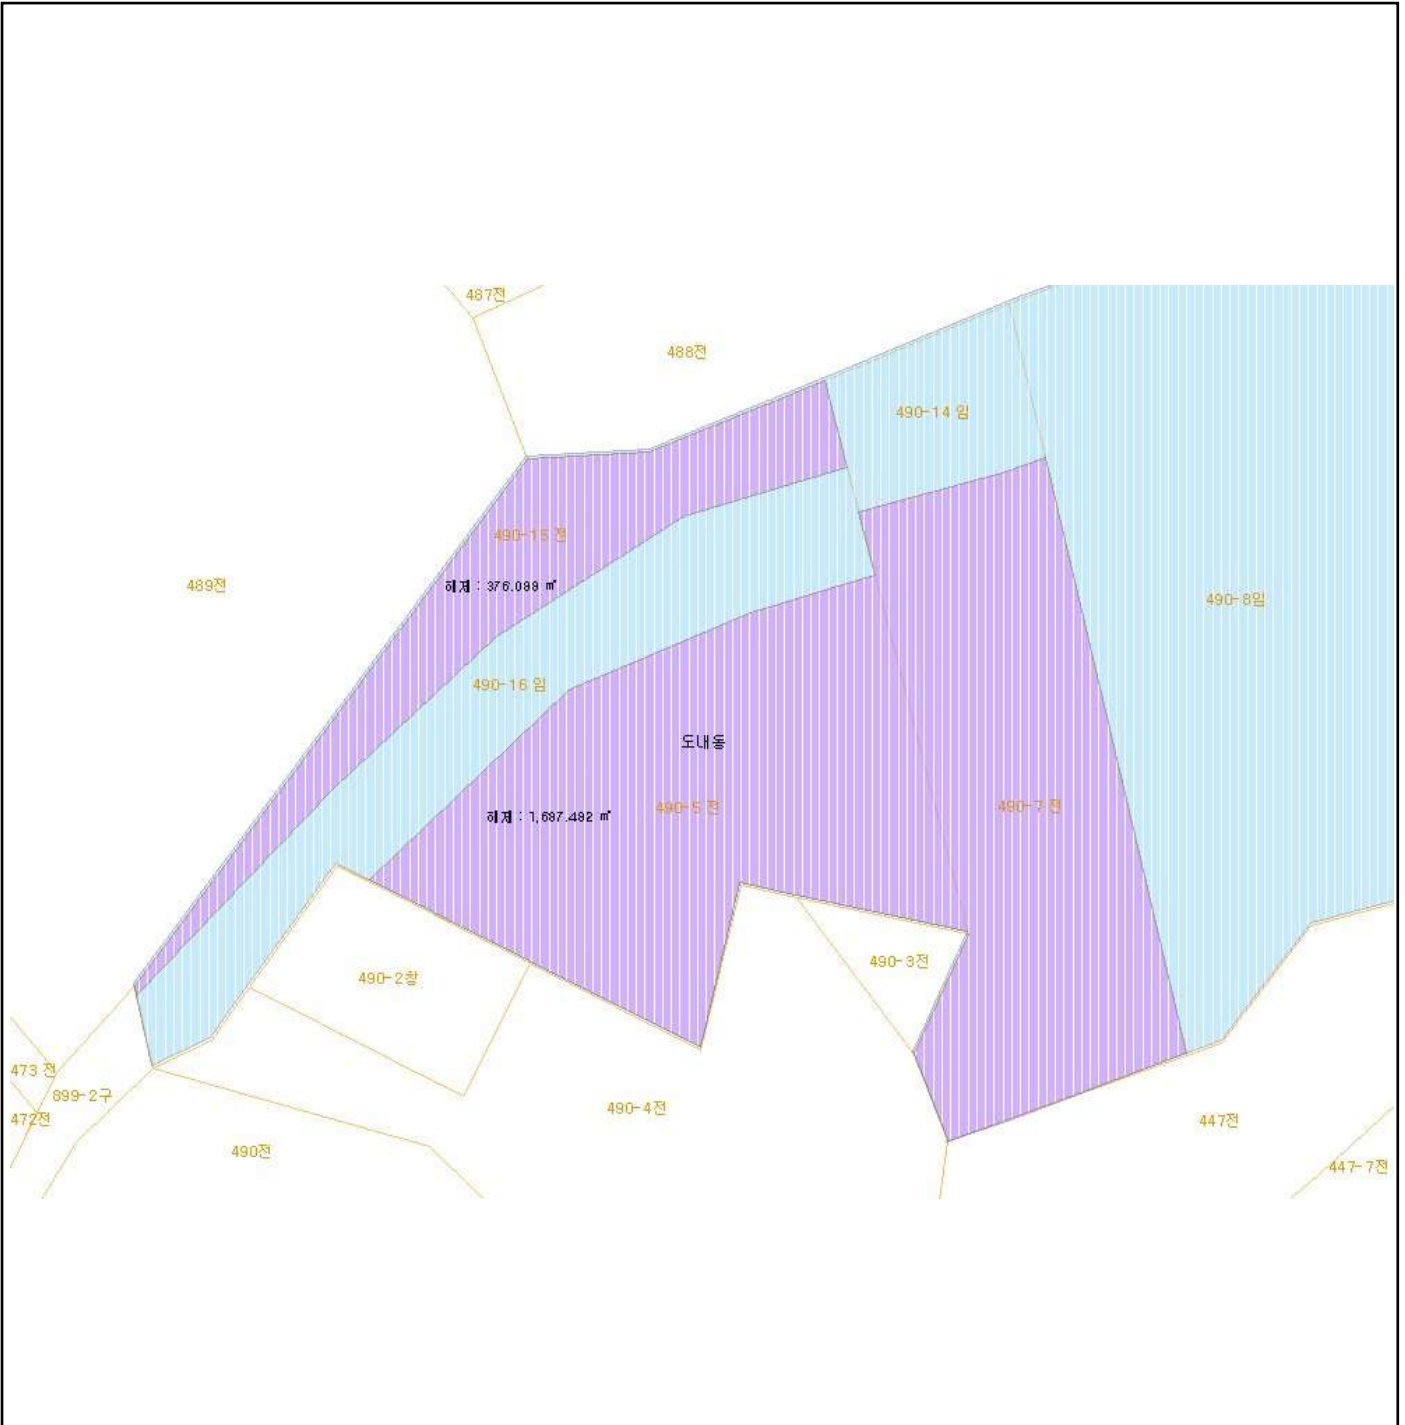 487전
488전
490-14 임
490-15 전
해제 : 376.098 ㎡
489전
490-8임
490-16 임
도내동
490-5 전
490-7 전
해제 : 1,687.492 ㎡
490-3전
490-2창
473 전
899-2구
472전
490-4전
447전
490전
447-7전